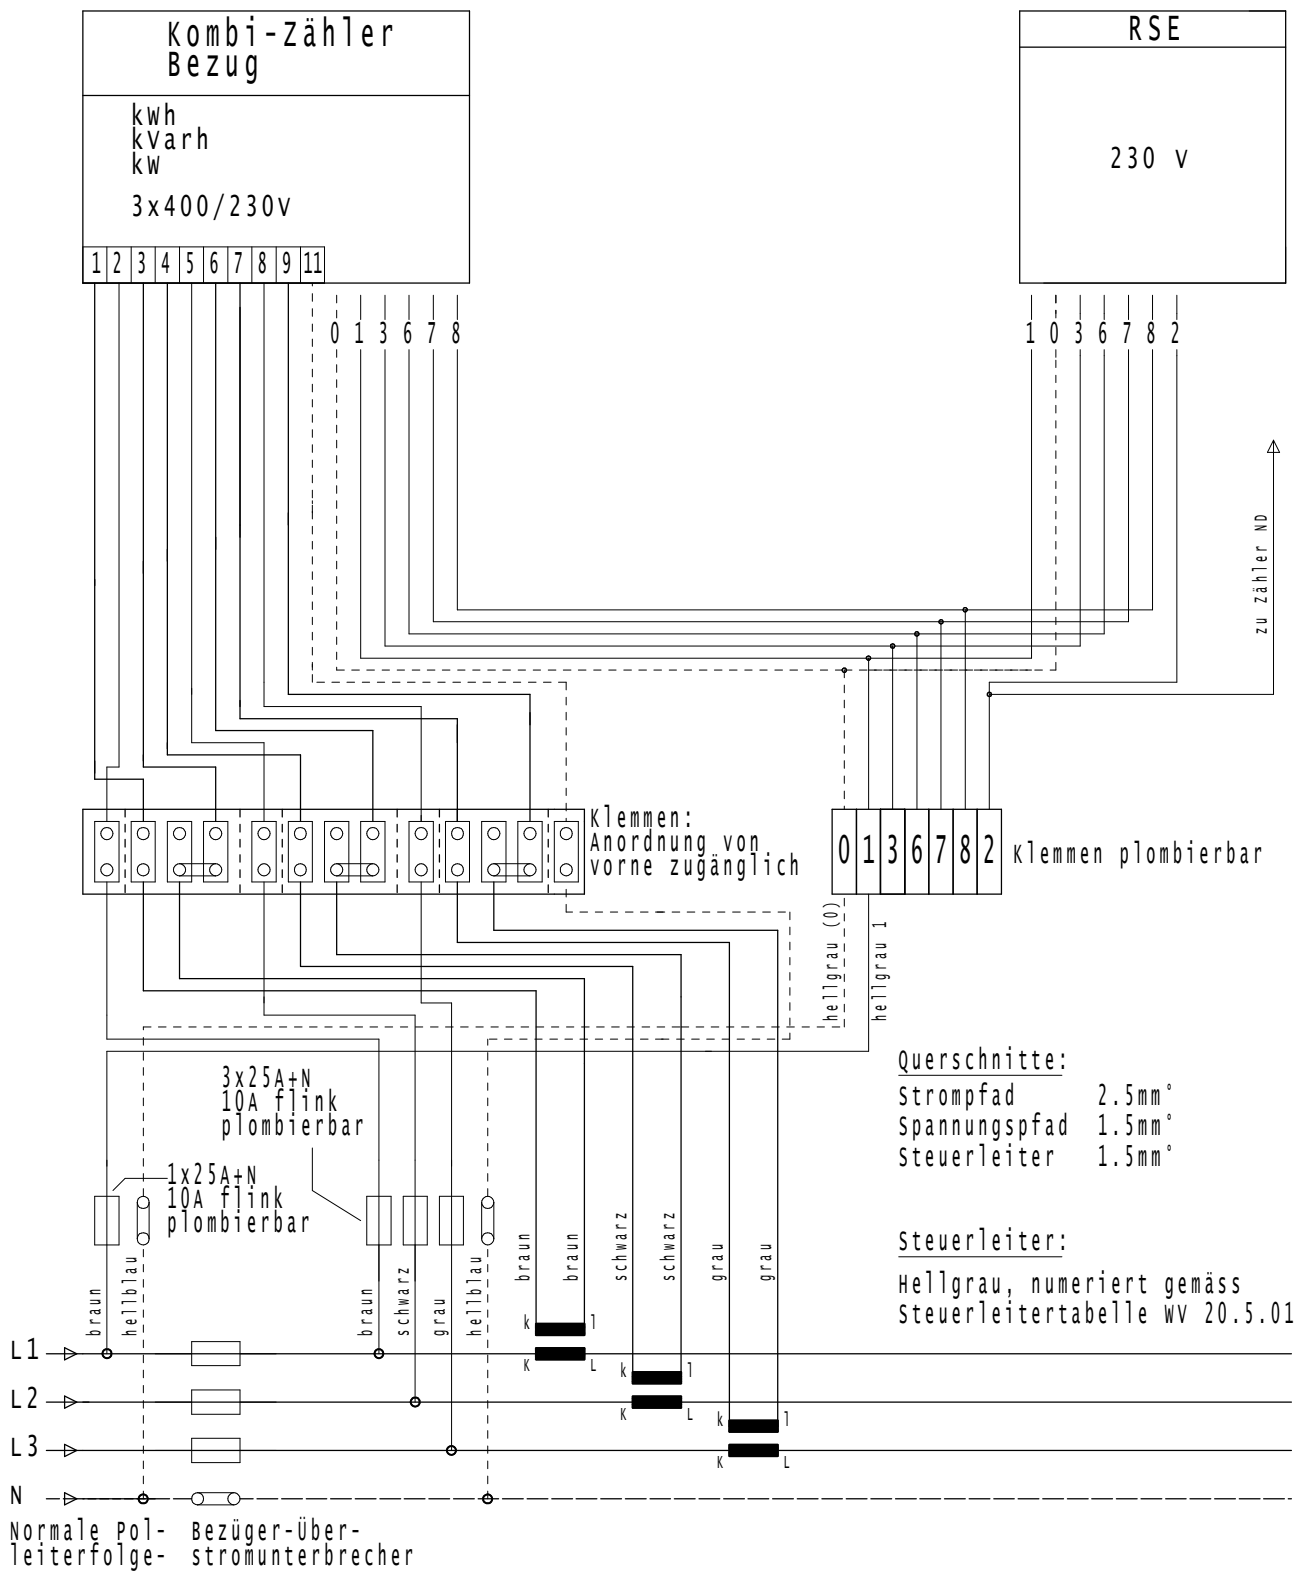 Kombi-Zähler
Bezug
kWh
kVarh
kW
3x400/230V
1 2 3 4 5 6 7 8 9 11
0 1 3 6 7 8
RSE
230 V
1 0 3 6 7 8 2
zu Zähler ND
Klemmen:
Anordnung von
vorne zugänglich
0 1 3 6 7 8 2
Klemmen plombierbar
hellgrau (0)
hellgrau 1
Querschnitte:
Strompfad 2.5mm°
Spannungspfad 1.5mm°
Steuerleiter 1.5mm°
3x25A+N
10A flink
plombierbar
1x25A+N
10A flink
plombierbar
Steuerleiter:
Hellgrau, numeriert gemäss
Steuerleitertabelle WV 20.5.01
braun
hellblau
braun
schwarz
grau
hellblau
braun
braun
schwarz
schwarz
grau
grau
k l
L1
K L
k l
L2
K L
k l
L3
K L
N
Normale Pol-
leiterfolge-
Bezüger-Über-
stromunterbrecher